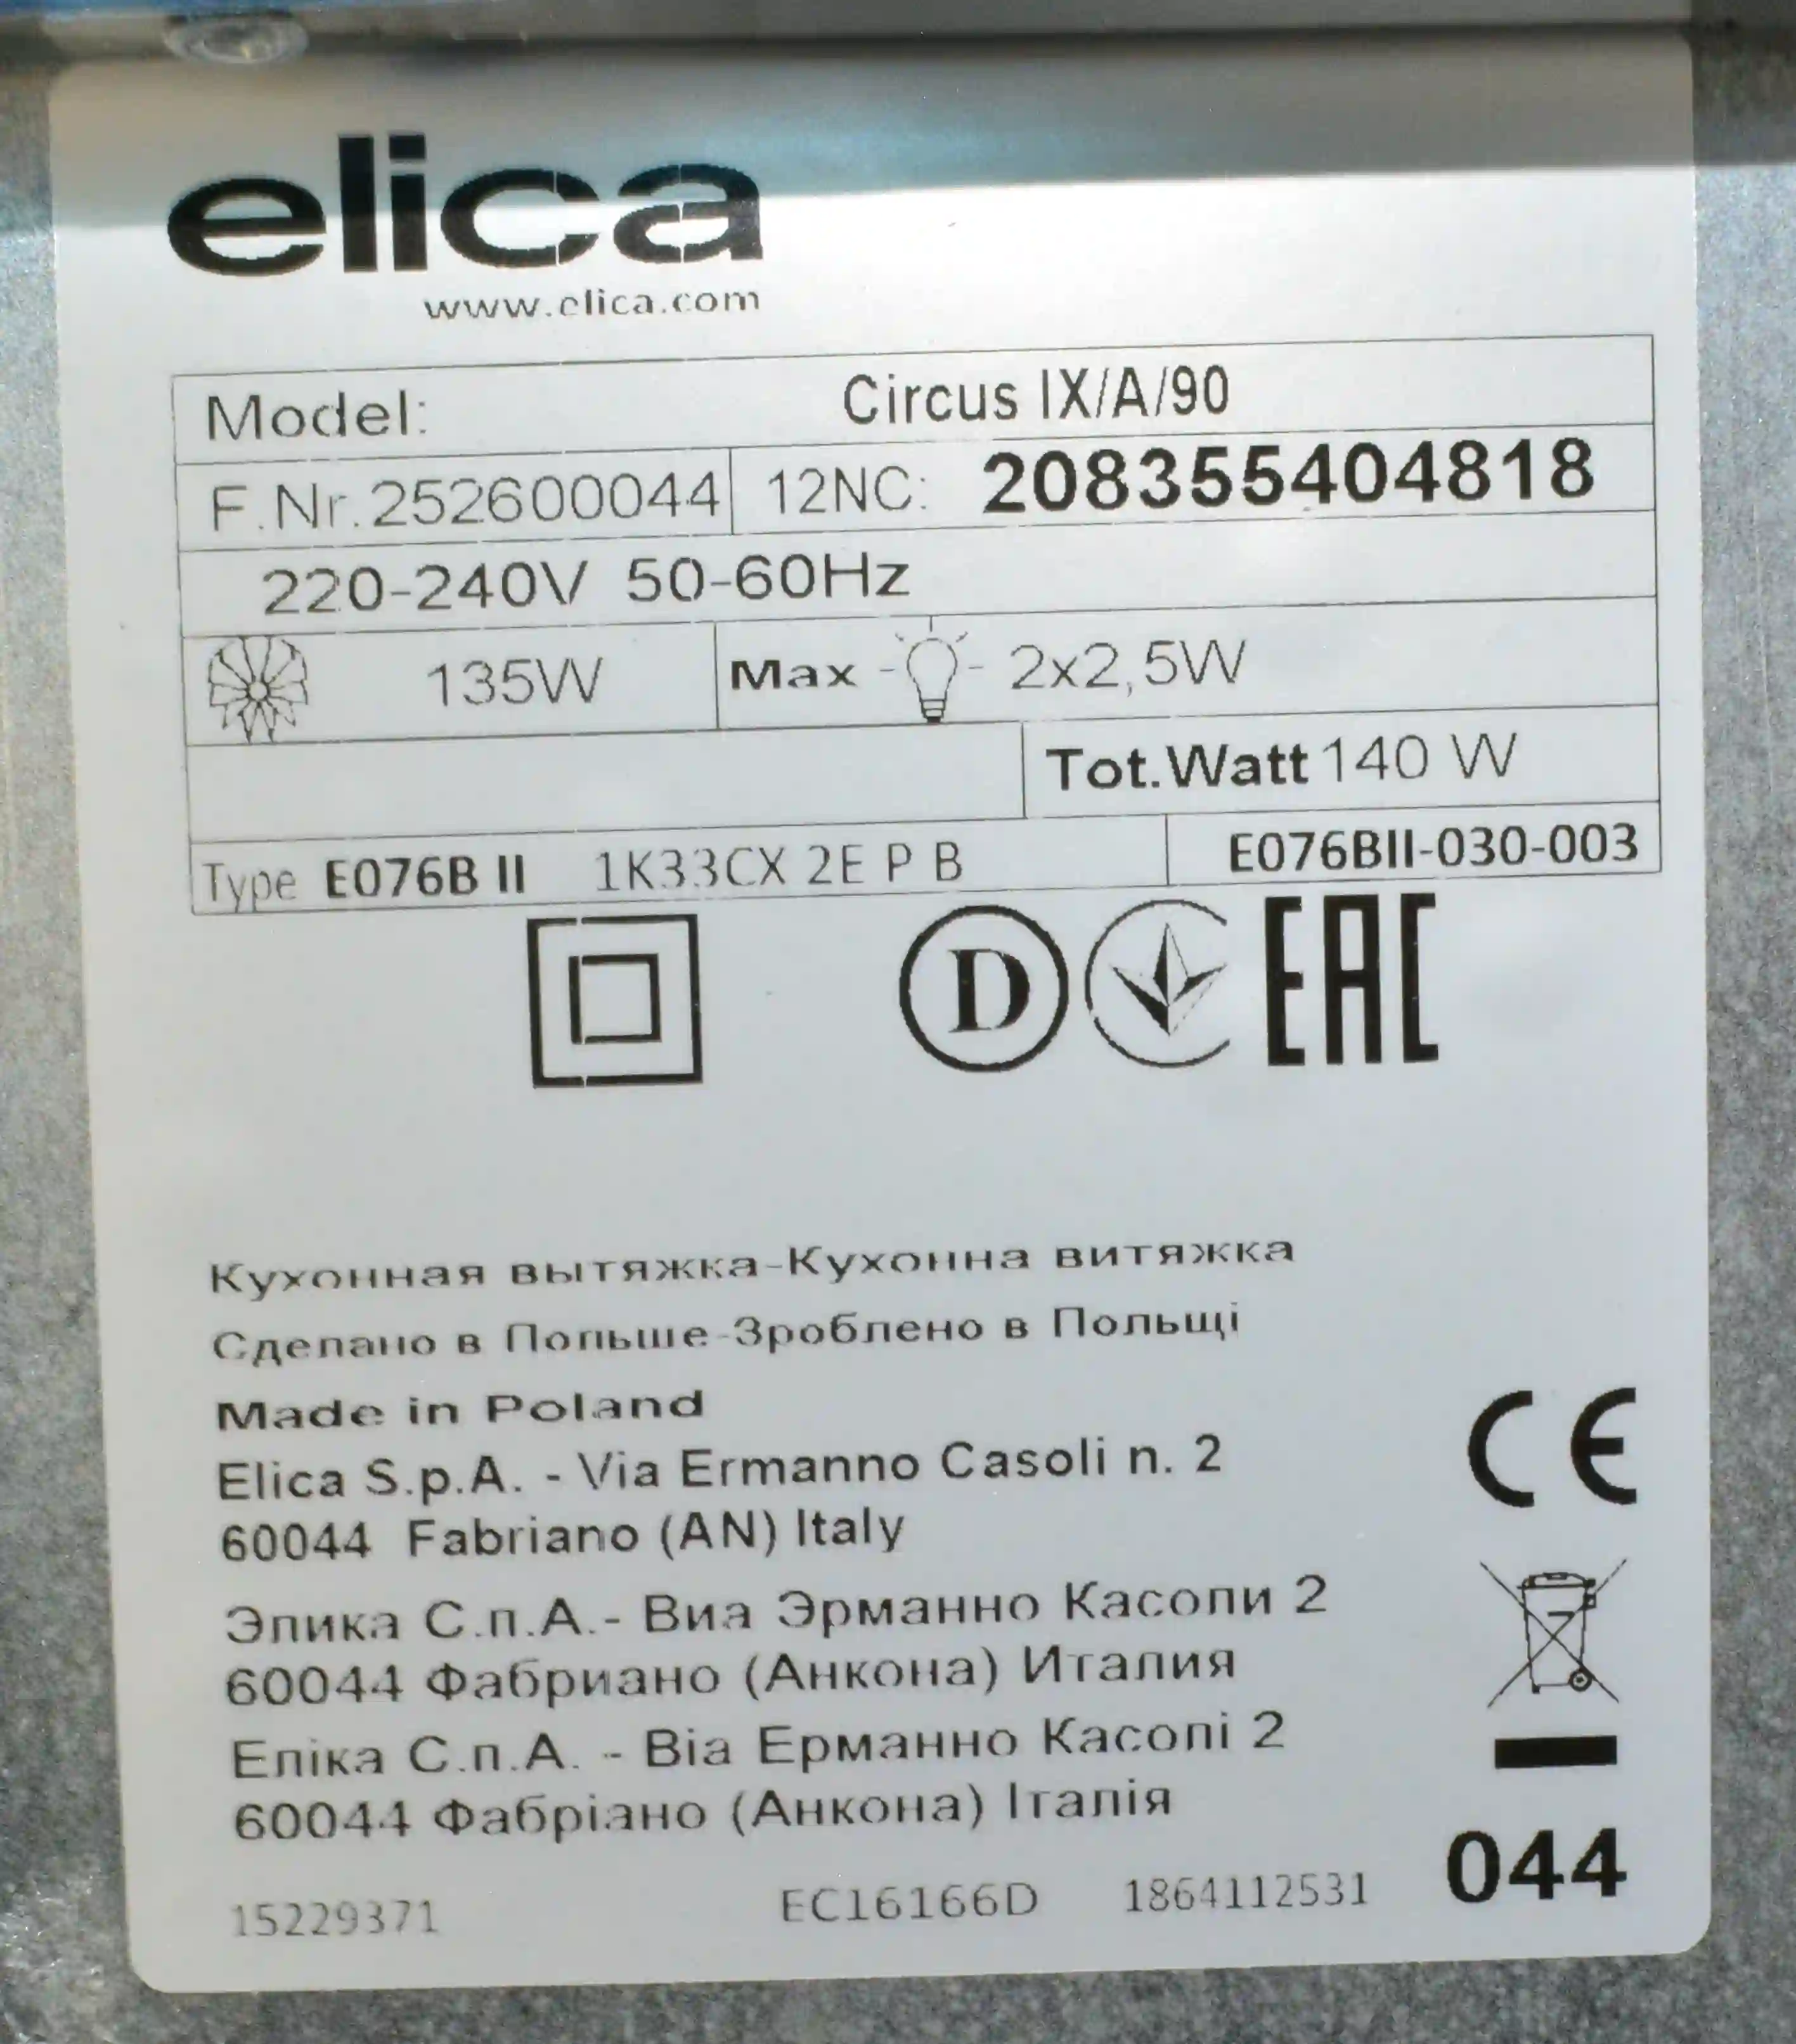 elica
www.elica.com
Model: Circus IX/A/90
F.Nr.252600044 12NC: 208355404818
220-240V 50-60Hz
135W Max 2x2,5W
Tot.Watt 140 W
Type E076B II 1K33CX 2E P B E076BII-030-003
D EAC
Кухонная вытяжка-Кухонна витяжка
Сделано в Польше-Зроблено в Польщі
Made in Poland
Elica S.p.A. - Via Ermanno Casoli n. 2
60044 Fabriano (AN) Italy
CE
Элика С.п.А.- Виа Эрманно Касоли 2
60044 Фабриано (Анкона) Италия
Еліка С.п.А. - Віа Ерманно Касолі 2
60044 Фабріано (Анкона) Італія
15229371 EC16166D 1864112531 044